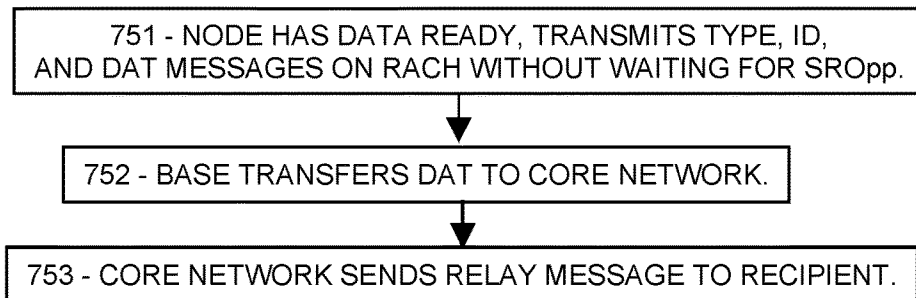 751 - NODE HAS DATA READY, TRANSMITS TYPE, ID,
AND DAT MESSAGES ON RACH WITHOUT WAITING FOR SROpp.
752 - BASE TRANSFERS DAT TO CORE NETWORK.
753 - CORE NETWORK SENDS RELAY MESSAGE TO RECIPIENT.